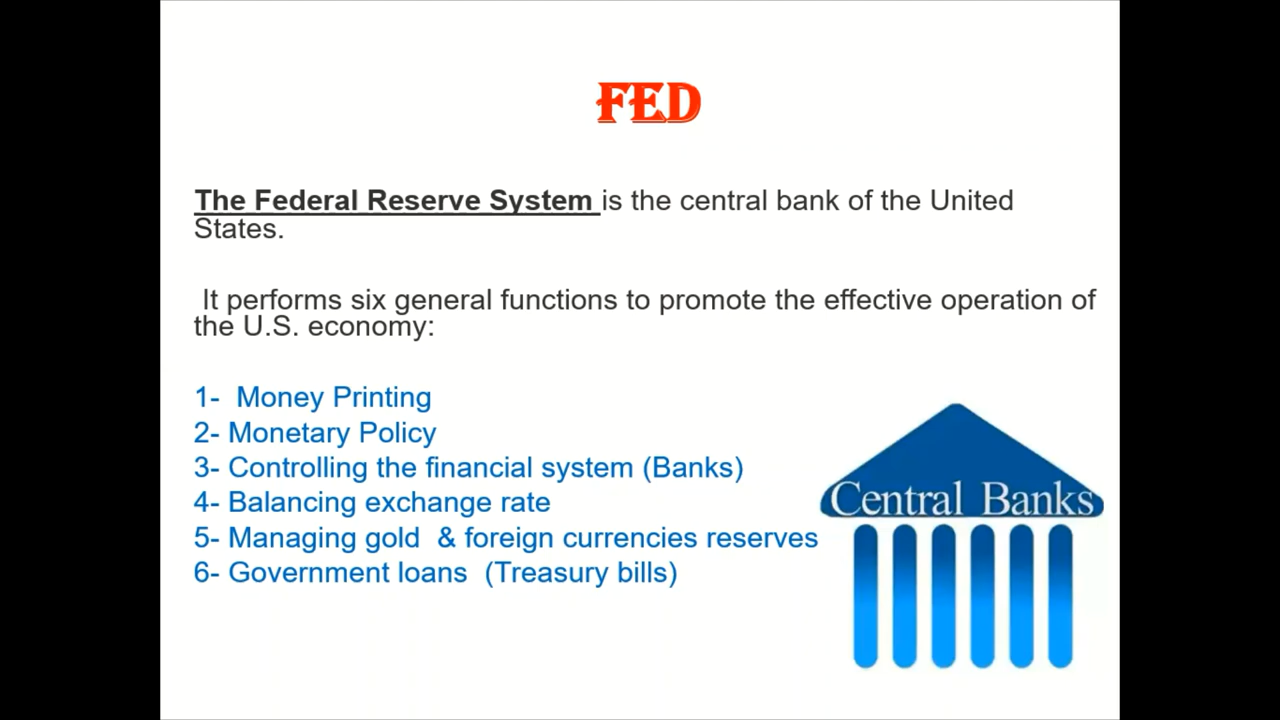 FED
The Federal Reserve System is the central bank of the United
States.
It performs six general functions to promote the effective operation of
the U.S. economy:
1-  Money Printing
2- Monetary Policy
3- Controlling the financial system (Banks)
4- Balancing exchange rate
5- Managing gold  & foreign currencies reserves
6- Government loans  (Treasury bills)
Central Banks